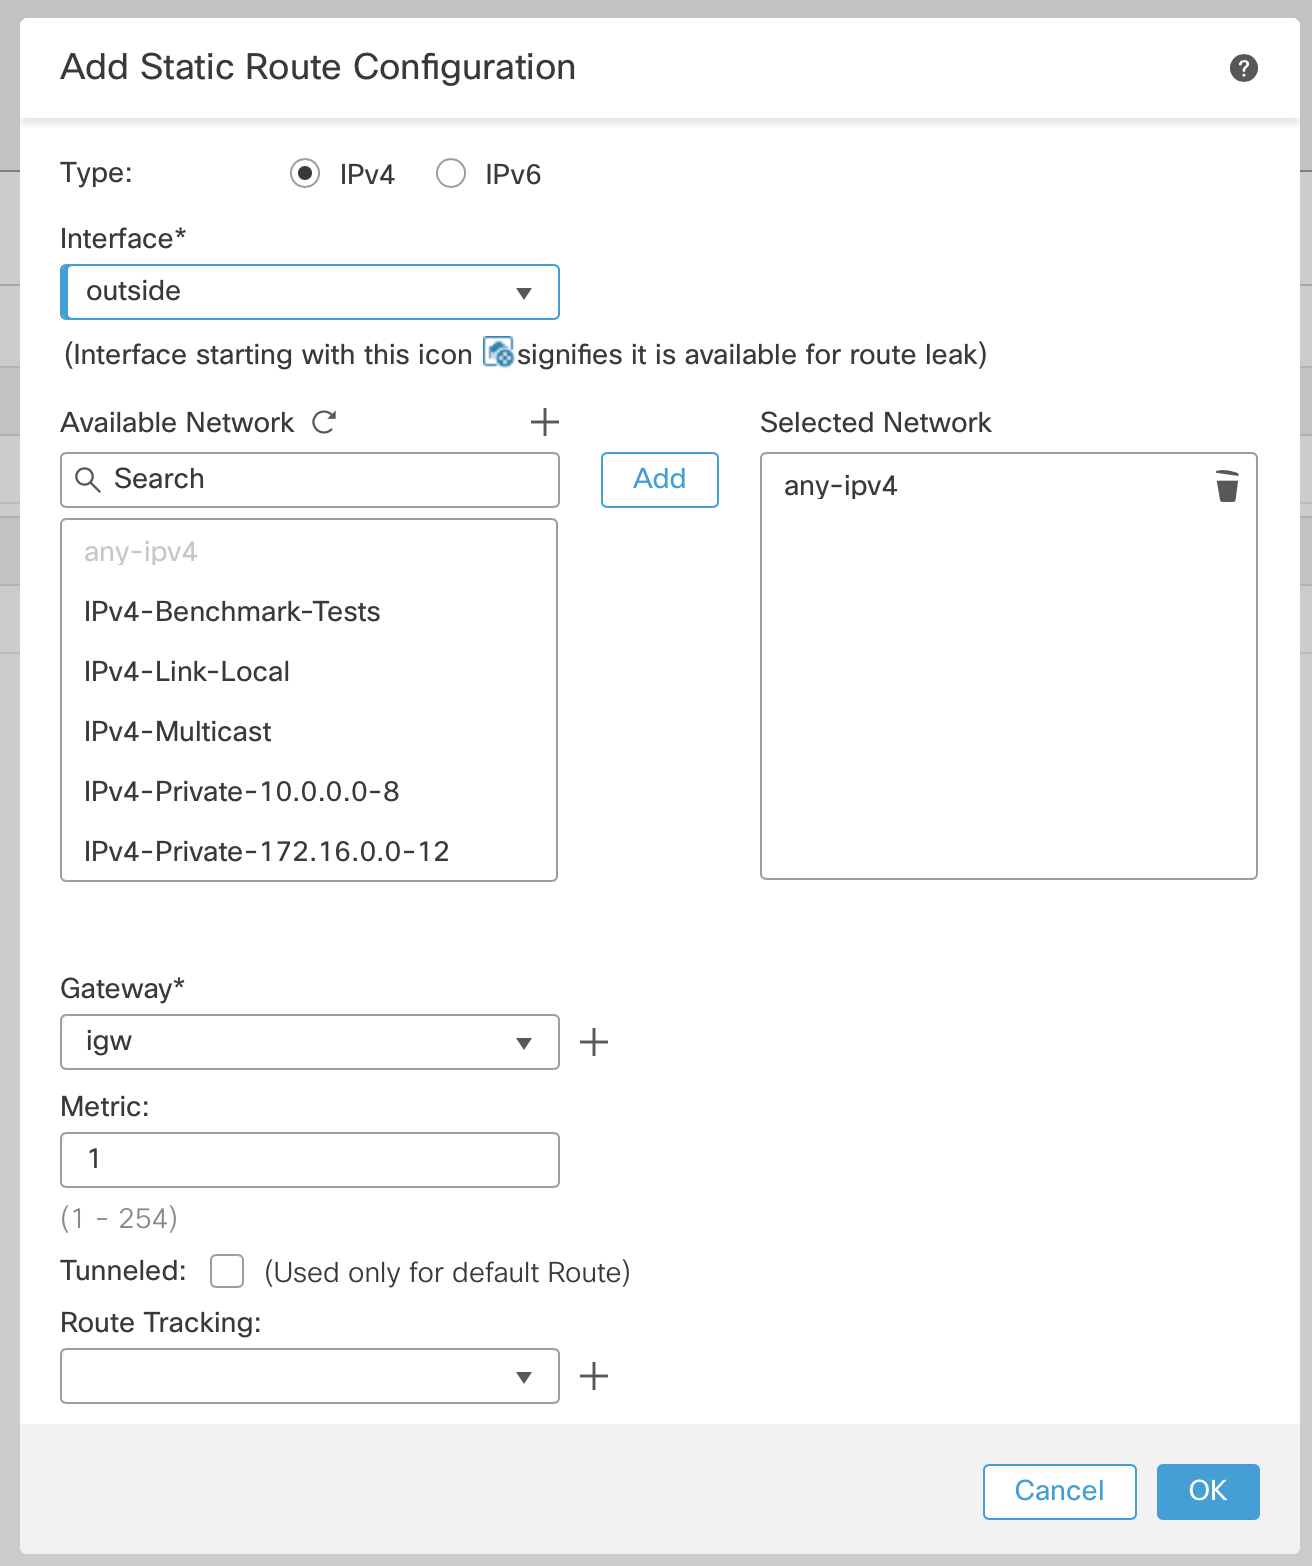 Add Static Route Configuration
?
Type:
IPv4
IPv6
Interface*
outside
(Interface starting with this icon signifies it is available for route leak)
Available Network
Search
any-ipv4
IPv4-Benchmark-Tests
IPv4-Link-Local
IPv4-Multicast
IPv4-Private-10.0.0.0-8
IPv4-Private-172.16.0.0-12
Add
Selected Network
any-ipv4
Gateway*
igw
Metric:
1
(1 - 254)
Tunneled:
(Used only for default Route)
Route Tracking:
Cancel
OK